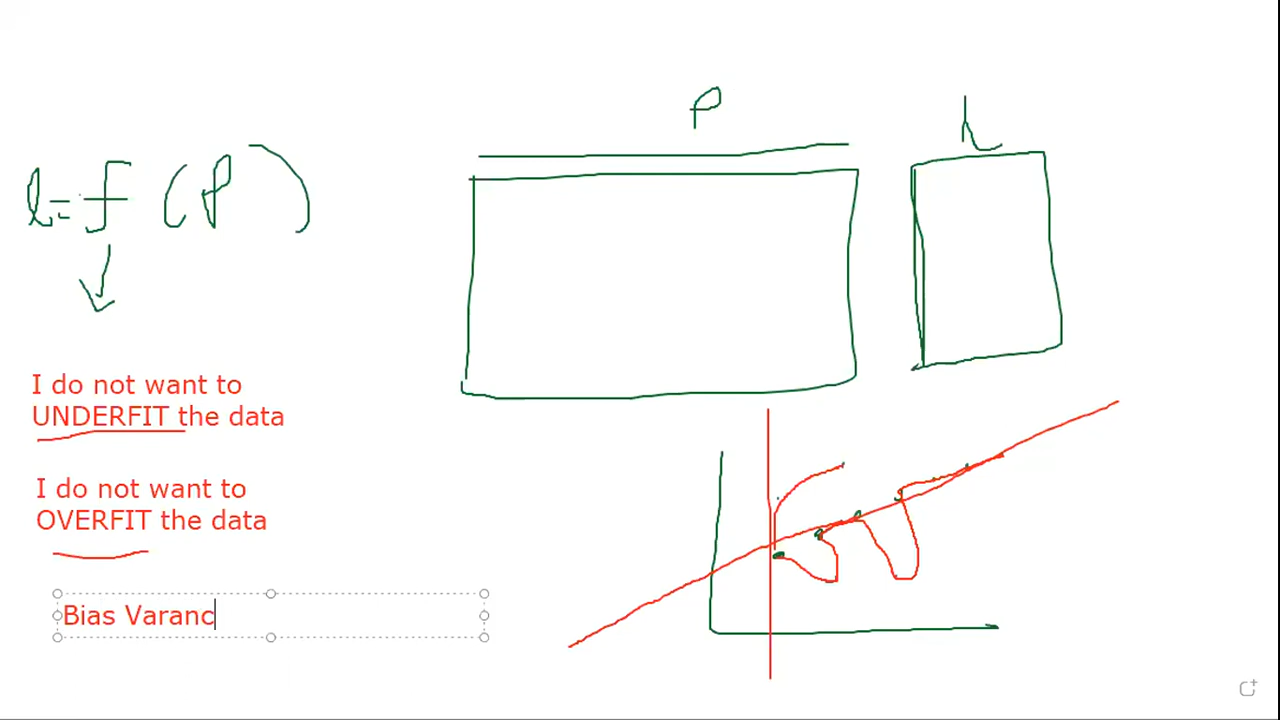 P
h
l = f (P)
I do not want to
UNDERFIT the data
I do not want to
OVERFIT the data
Bias Varanc